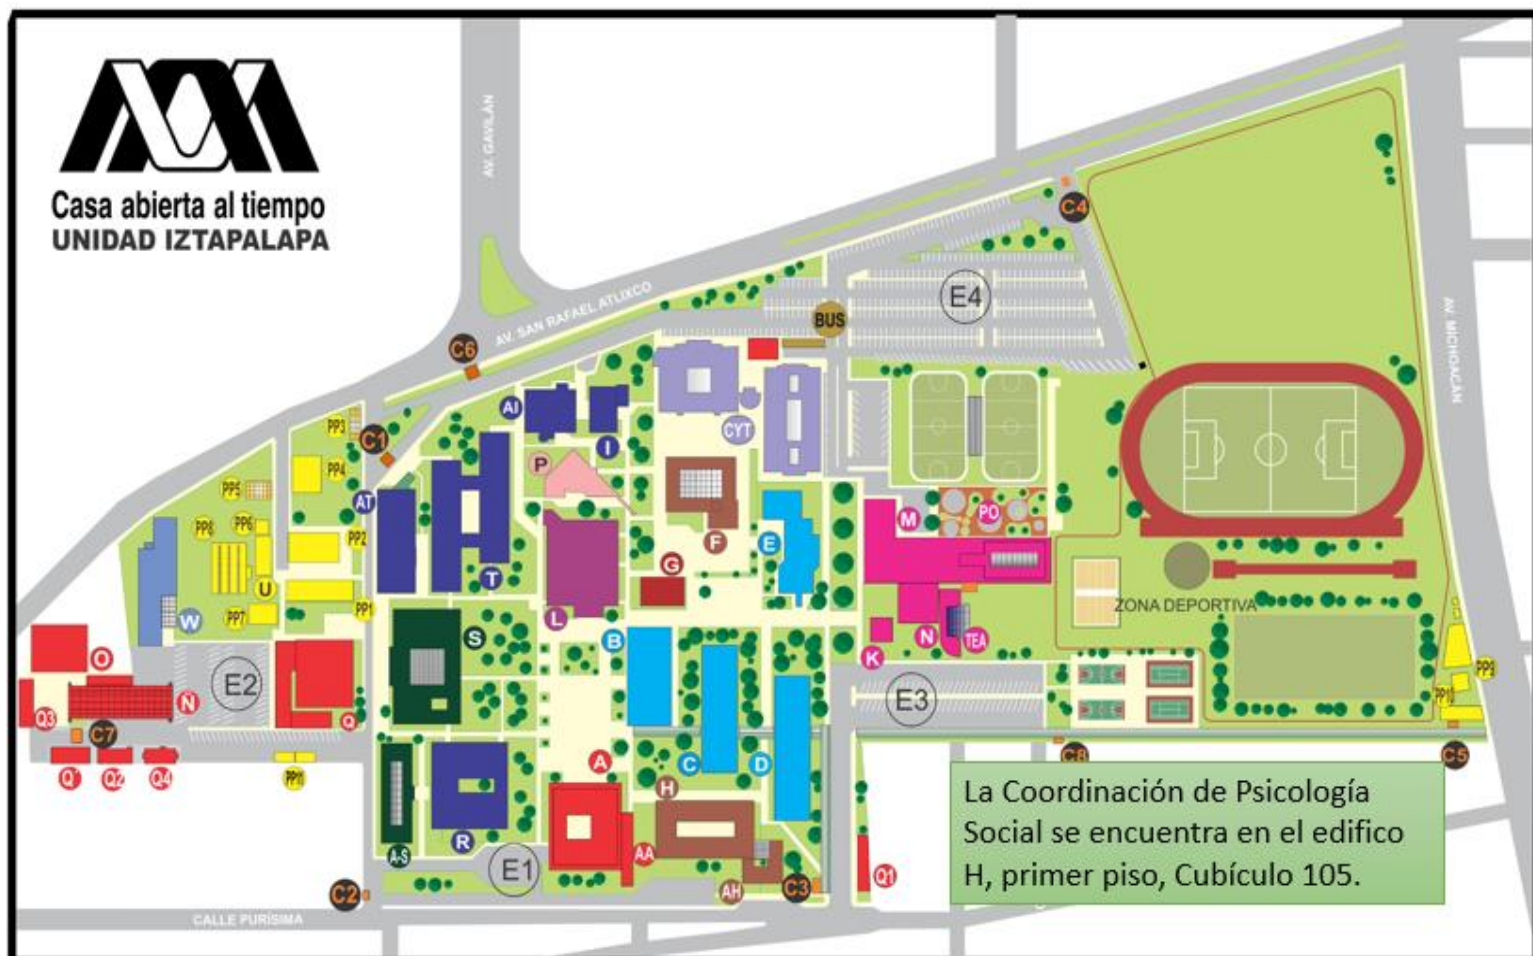 Casa abierta al tiempo
UNIDAD IZTAPALAPA
AV. GAVILÁN
AV. SAN RAFAEL ATLIXCO
AV. MICHOACÁN
C4
E4
BUS
C6
PP3
C1
AI
I
CYT
P
PP4
PP5
AT
M
PO
F
PP8
PP6
PP2
E
G
T
U
ZONA DEPORTIVA
PP7
PP1
L
W
S
B
N
TEA
K
O
E2
E3
PP9
N
PP10
Q3
Q
C7
C8
C5
A
C
D
Q2
Q4
PP11
H
La Coordinación de Psicología
Social se encuentra en el edifico
H, primer piso, Cubículo 105.
R
A-S
AA
E1
Q1
C2
AH
C3
CALLE PURÍSIMA